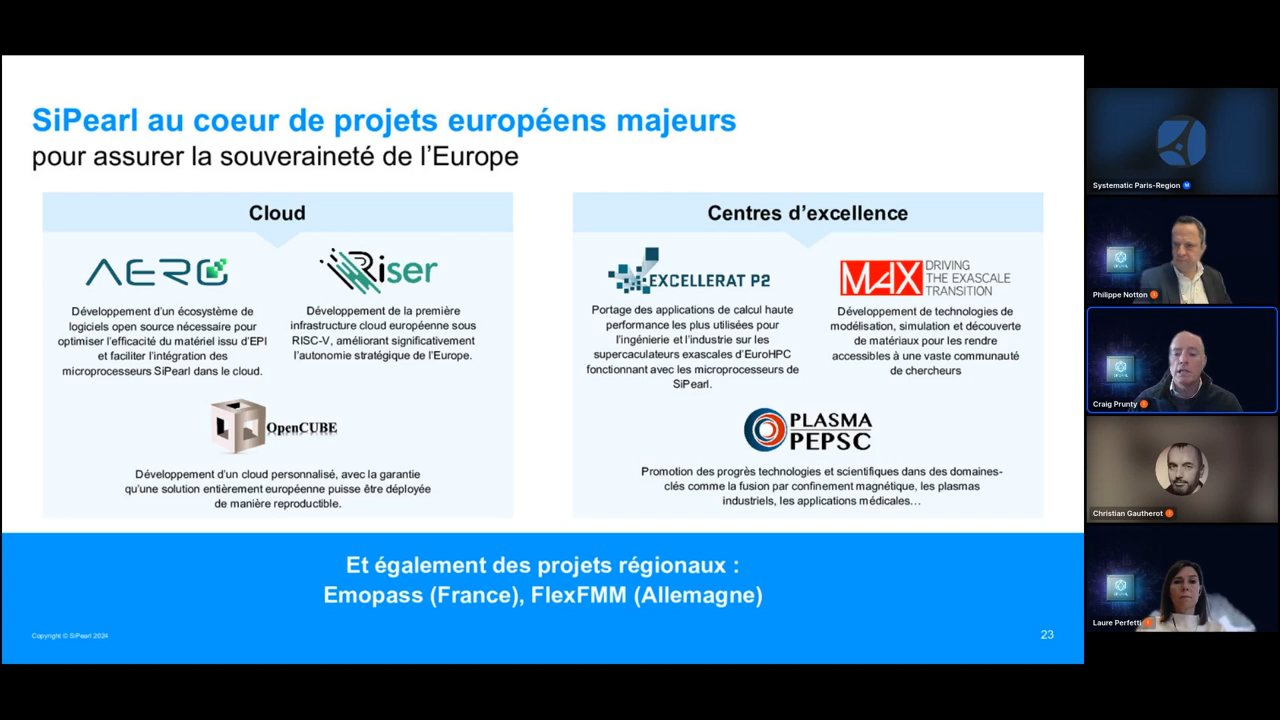 SiPearl au coeur de projets européens majeurs
pour assurer la souveraineté de l’Europe
Cloud
AERO
Riser
Développement d’un écosystème de
logiciels open source nécessaire pour
optimiser l’efficacité du matériel issu d’EPI
et faciliter l’intégration des
microprocesseurs SiPearl dans le cloud.
Développement de la première
infrastructure cloud européenne sous
RISC-V, améliorant significativement
l’autonomie stratégique de l’Europe.
OpenCUBE
Développement d’un cloud personnalisé, avec la garantie
qu’une solution entièrement européenne puisse être déployée
de manière reproductible.
Centres d’excellence
EXCELLERAT P2
MAX DRIVING
THE EXASCALE
TRANSITION
Portage des applications de calcul haute
performance les plus utilisées pour
l’ingénierie et l’industrie sur les
supercaculateurs exascales d’EuroHPC
fonctionnant avec les microprocesseurs de
SiPearl.
Développement de technologies de
modélisation, simulation et découverte
de matériaux pour les rendre
accessibles à une vaste communauté
de chercheurs
PLASMA
PEPSC
Promotion des progrès technologies et scientifiques dans des domaines-
clés comme la fusion par confinement magnétique, les plasmas
industriels, les applications médicales…
Et également des projets régionaux :
Emopass (France), FlexFMM (Allemagne)
Copyright © SiPearl 2024
23
Systematic Paris-Region
Philippe Notton
Craig Prunty
Christian Gautherot
Laure Perfetti